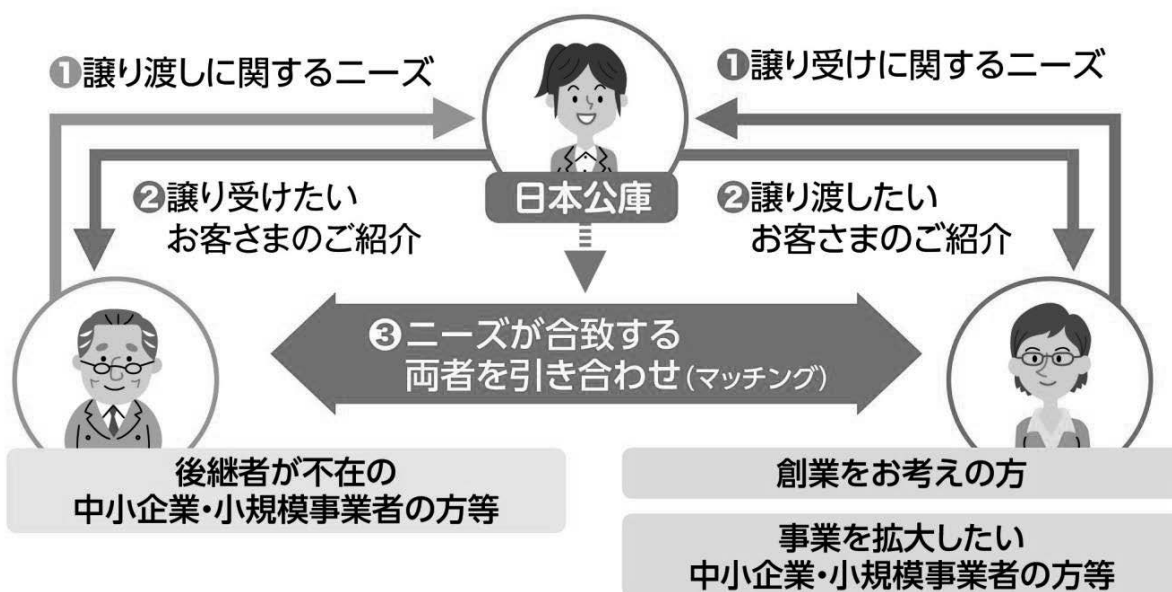 ❶譲り渡しに関するニーズ
❶譲り受けに関するニーズ
日本公庫
❷譲り受けたい
お客さまのご紹介
❷譲り渡したい
お客さまのご紹介
❸ニーズが合致する
両者を引き合わせ(マッチング)
後継者が不在の
中小企業・小規模事業者の方等
創業をお考えの方
事業を拡大したい
中小企業・小規模事業者の方等